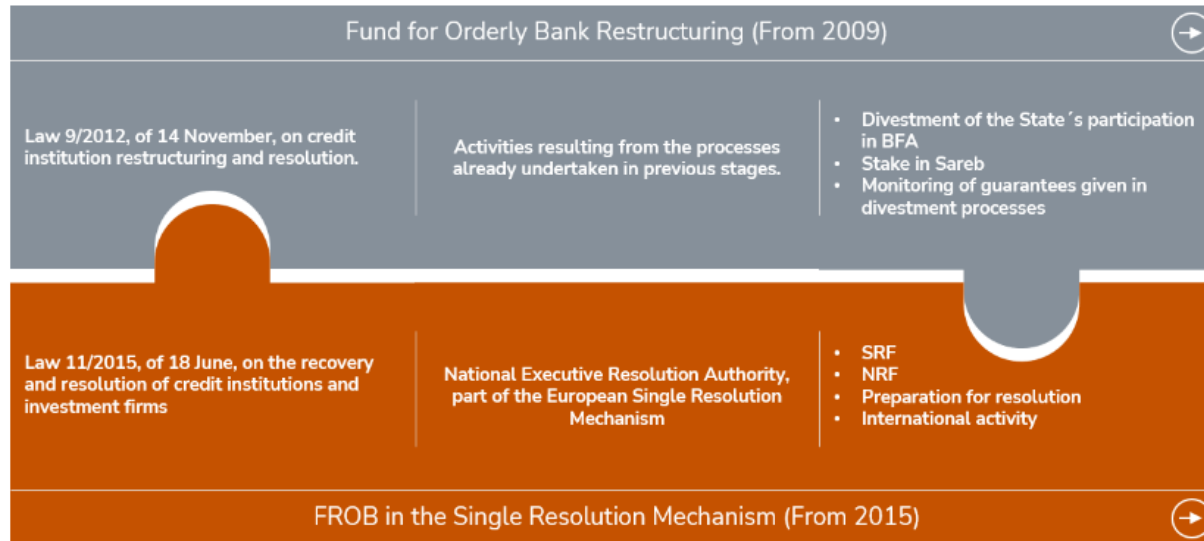 Fund for Orderly Bank Restructuring (From 2009)
Law 9/2012, of 14 November, on credit
institution restructuring and resolution.
Activities resulting from the processes
already undertaken in previous stages.
• Divestment of the State´s participation
in BFA
• Stake in Sareb
• Monitoring of guarantees given in
divestment processes
Law 11/2015, of 18 June, on the recovery
and resolution of credit institutions and
investment firms
National Executive Resolution Authority,
part of the European Single Resolution
Mechanism
• SRF
• NRF
• Preparation for resolution
• International activity
FROB in the Single Resolution Mechanism (From 2015)